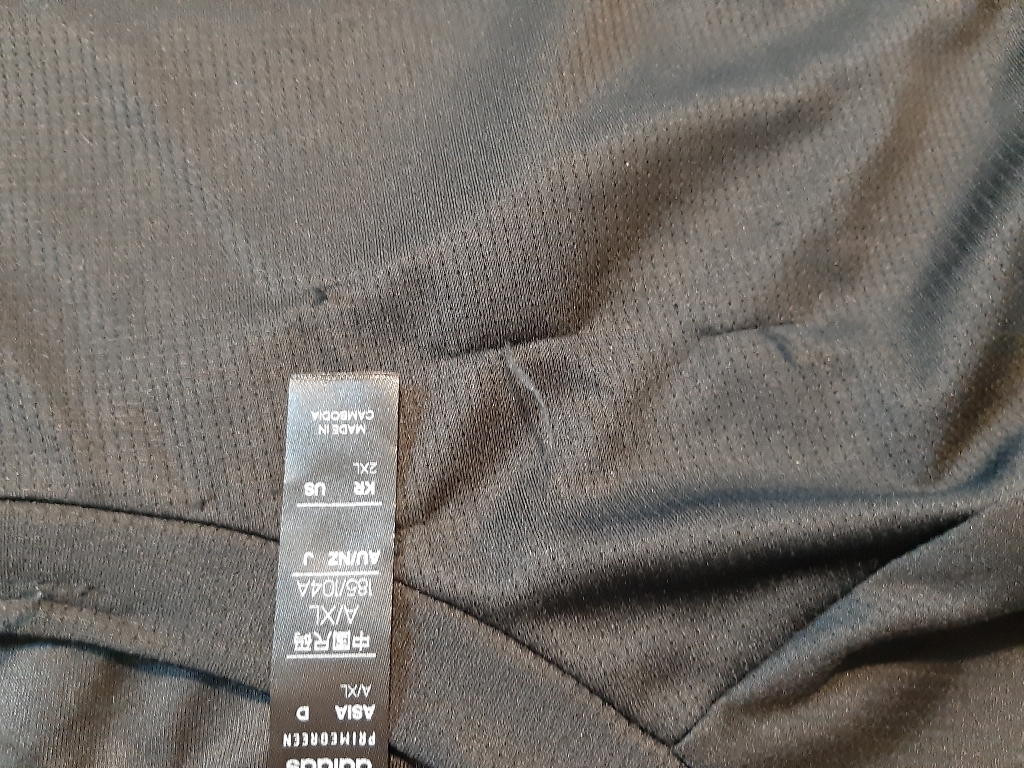 adidas
PRIMEGREEN
ASIA D
A/XL
中国尺码
A/XL
185/104A
AU/NZ J
KR US
2XL
MADE IN
CAMBODIA